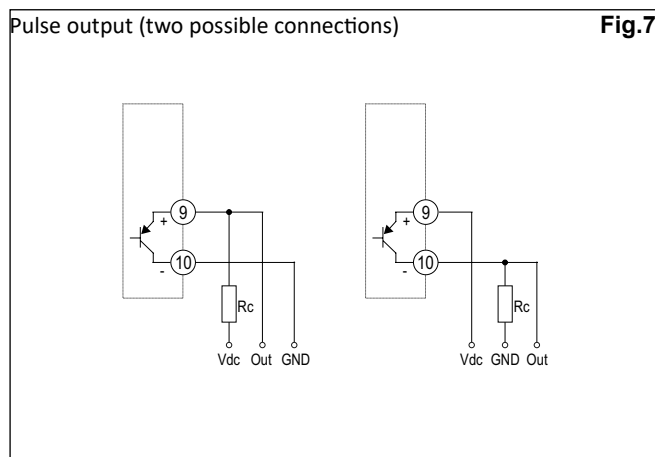 Pulse output (two possible connections) Fig.7
+ 9
- 10
Rc
Vdc Out GND
+ 9
- 10
Rc
Vdc GND Out